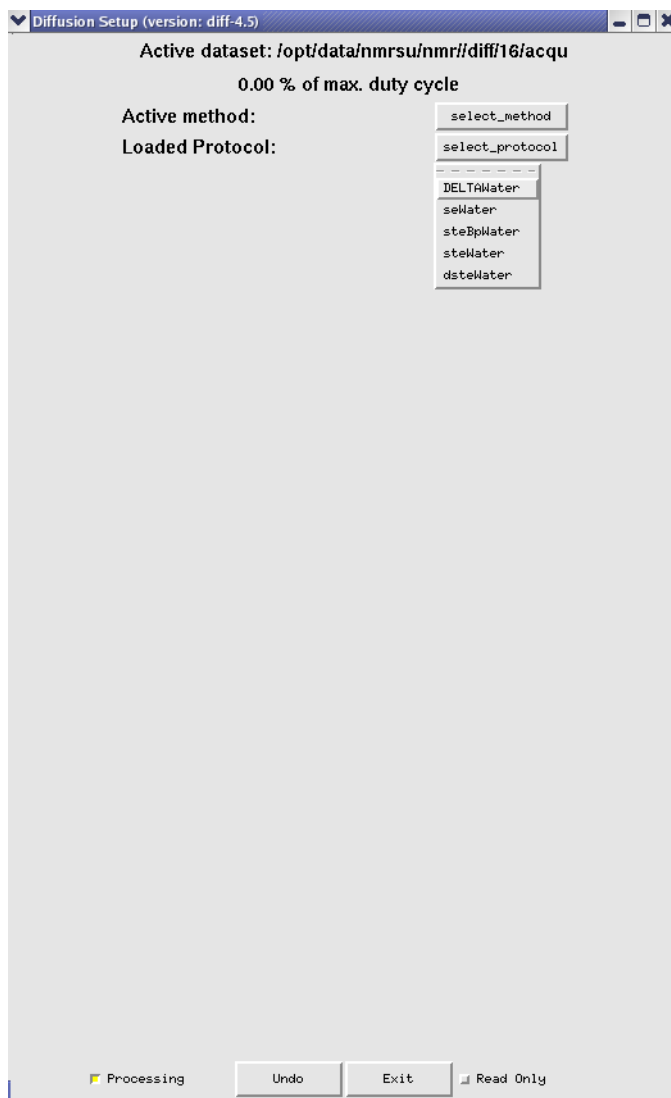 Diffusion Setup (version: diff-4.5)
Active dataset: /opt/data/nmrsu/nmr//diff/16/acqu
0.00 % of max. duty cycle
Active method: select_method
Loaded Protocol: select_protocol
DELTAWater
seWater
steBpWater
steWater
dsteWater
Processing Undo Exit Read Only